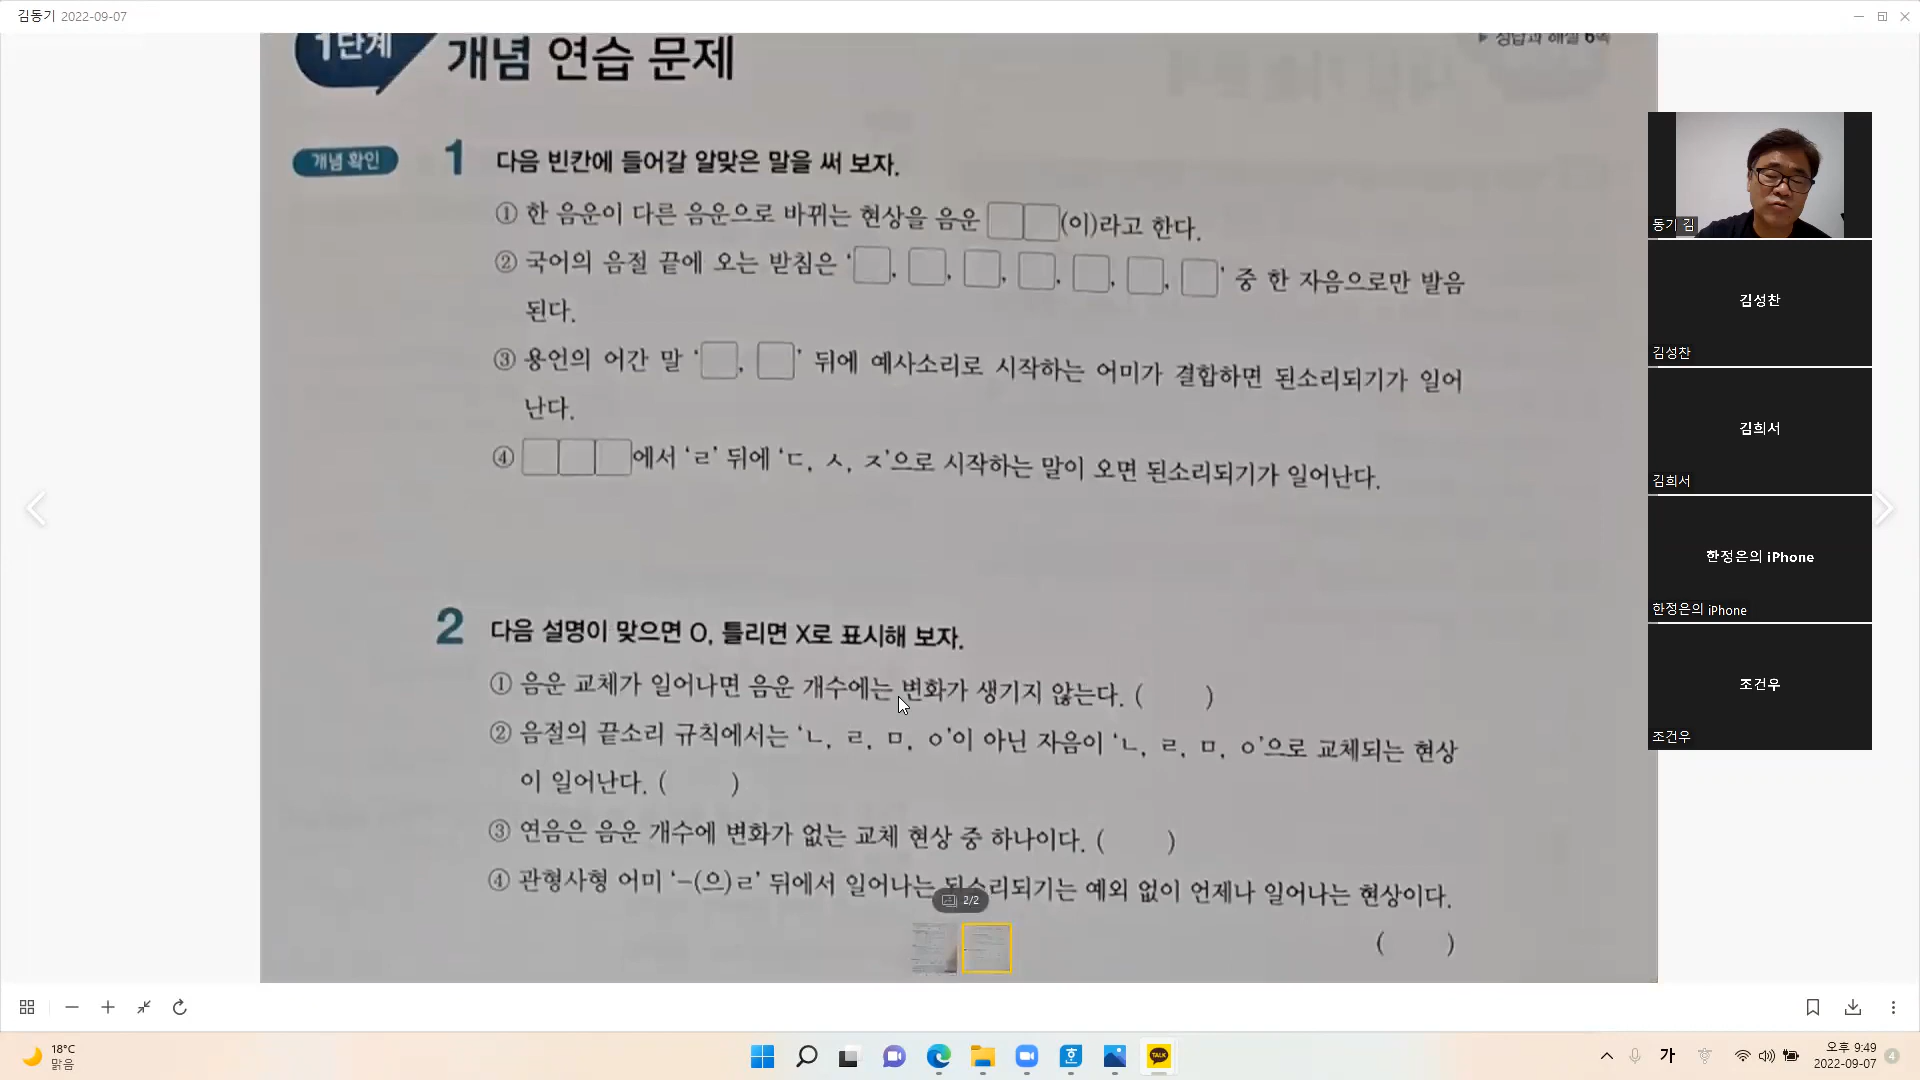 김동기 2022-09-07
1단계 개념 연습 문제
▶ 정답과 해설 6쪽
개념 확인 1 다음 빈칸에 들어갈 알맞은 말을 써 보자.
① 한 음운이 다른 음운으로 바뀌는 현상을 음운 □□(이)라고 한다.
② 국어의 음절 끝에 오는 받침은 ‘□, □, □, □, □, □, □’ 중 한 자음으로만 발음
된다.
③ 용언의 어간 말 ‘□, □’ 뒤에 예사소리로 시작하는 어미가 결합하면 된소리되기가 일어
난다.
④ □□□에서 ‘ㄹ’ 뒤에 ‘ㄷ, ㅅ, ㅈ’으로 시작하는 말이 오면 된소리되기가 일어난다.
2 다음 설명이 맞으면 O, 틀리면 X로 표시해 보자.
① 음운 교체가 일어나면 음운 개수에는 변화가 생기지 않는다. ( )
② 음절의 끝소리 규칙에서는 ‘ㄴ, ㄹ, ㅁ, ㅇ’이 아닌 자음이 ‘ㄴ, ㄹ, ㅁ, ㅇ’으로 교체되는 현상
이 일어난다. ( )
③ 연음은 음운 개수에 변화가 없는 교체 현상 중 하나이다. ( )
④ 관형사형 어미 ‘-(으)ㄹ’ 뒤에서 일어나는 된소리되기는 예외 없이 언제나 일어나는 현상이다.
( )
2/2
동기 김
김성찬
김성찬
김희서
김희서
한정은의 iPhone
한정은의 iPhone
조건우
조건우
18°C
맑음
TALK
가
오후 9:49
2022-09-07
4